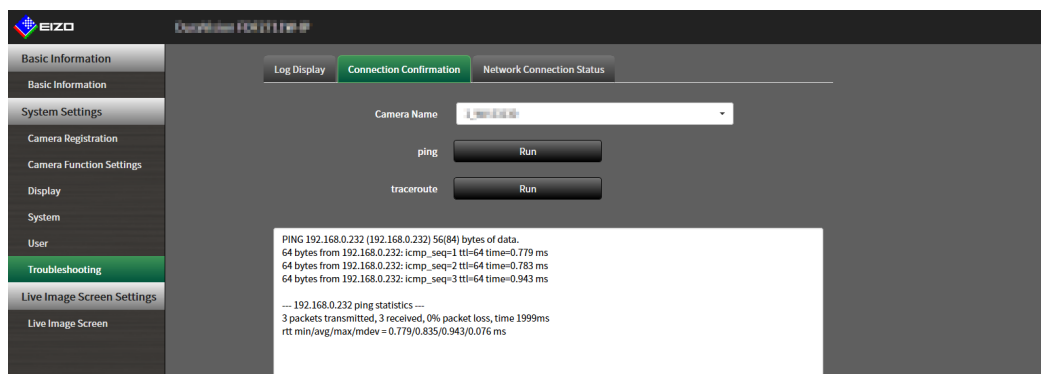 EIZO
Basic Information
Basic Information
System Settings
Camera Registration
Camera Function Settings
Display
System
User
Troubleshooting
Live Image Screen Settings
Live Image Screen
Log Display
Connection Confirmation
Network Connection Status
Camera Name
ping
Run
traceroute
Run
PING 192.168.0.232 (192.168.0.232) 56(84) bytes of data.
64 bytes from 192.168.0.232: icmp_seq=1 ttl=64 time=0.779 ms
64 bytes from 192.168.0.232: icmp_seq=2 ttl=64 time=0.783 ms
64 bytes from 192.168.0.232: icmp_seq=3 ttl=64 time=0.943 ms
--- 192.168.0.232 ping statistics ---
3 packets transmitted, 3 received, 0% packet loss, time 1999ms
rtt min/avg/max/mdev = 0.779/0.835/0.943/0.076 ms